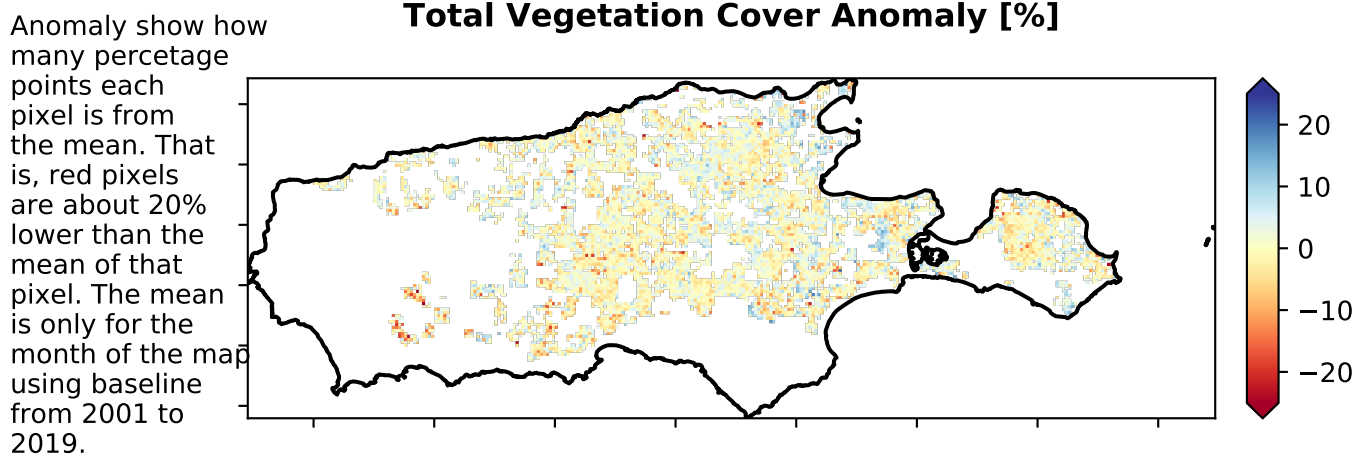 Total Vegetation Cover Anomaly [%]
Anomaly show how
many percetage
points each
pixel is from
the mean. That
is, red pixels
are about 20%
lower than the
mean of that
pixel. The mean
is only for the
month of the map
using baseline
from 2001 to
2019.
20
10
0
−10
−20